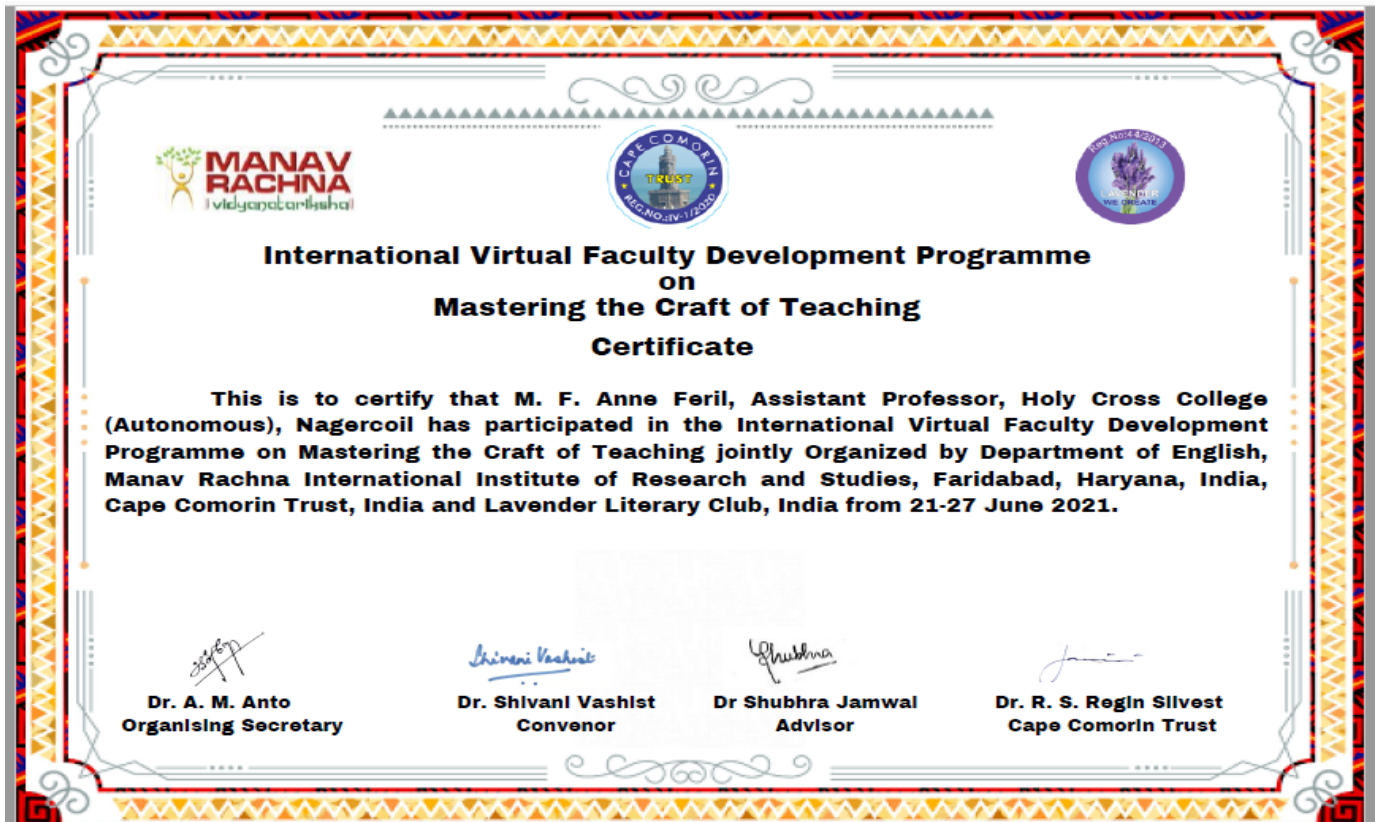 MANAV
RACHNA
vidyanatariksha
CAPE COMORIN
TRUST
REG.NO.:IV-1/2020
Reg.No:44/2013
LAVENDER
WE CREATE
International Virtual Faculty Development Programme
on
Mastering the Craft of Teaching
Certificate
This is to certify that M. F. Anne Feril, Assistant Professor, Holy Cross College
(Autonomous), Nagercoil has participated in the International Virtual Faculty Development
Programme on Mastering the Craft of Teaching jointly Organized by Department of English,
Manav Rachna International Institute of Research and Studies, Faridabad, Haryana, India,
Cape Comorin Trust, India and Lavender Literary Club, India from 21-27 June 2021.
Shivani Vashist
Shubhra
Dr. A. M. Anto
Organising Secretary
Dr. Shivani Vashist
Convenor
Dr Shubhra Jamwal
Advisor
Dr. R. S. Regin Silvest
Cape Comorin Trust